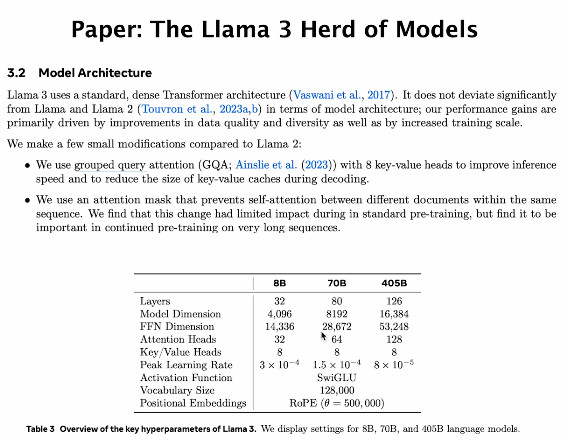 Paper: The Llama 3 Herd of Models
3.2 Model Architecture
Llama 3 uses a standard, dense Transformer architecture (Vaswani et al., 2017). It does not deviate significantly
from Llama and Llama 2 (Touvron et al., 2023a,b) in terms of model architecture; our performance gains are
primarily driven by improvements in data quality and diversity as well as by increased training scale.
We make a few small modifications compared to Llama 2:
• We use grouped query attention (GQA; Ainslie et al. (2023)) with 8 key-value heads to improve inference
speed and to reduce the size of key-value caches during decoding.
• We use an attention mask that prevents self-attention between different documents within the same
sequence. We find that this change had limited impact during in standard pre-training, but find it to be
important in continued pre-training on very long sequences.
8B 70B 405B
Layers 32 80 126
Model Dimension 4,096 8192 16,384
FFN Dimension 14,336 28,672 53,248
Attention Heads 32 64 128
Key/Value Heads 8 8 8
Peak Learning Rate 3 × 10⁻⁴ 1.5 × 10⁻⁴ 8 × 10⁻⁵
Activation Function SwiGLU
Vocabulary Size 128,000
Positional Embeddings RoPE (θ = 500,000)
Table 3 Overview of the key hyperparameters of Llama 3. We display settings for 8B, 70B, and 405B language models.